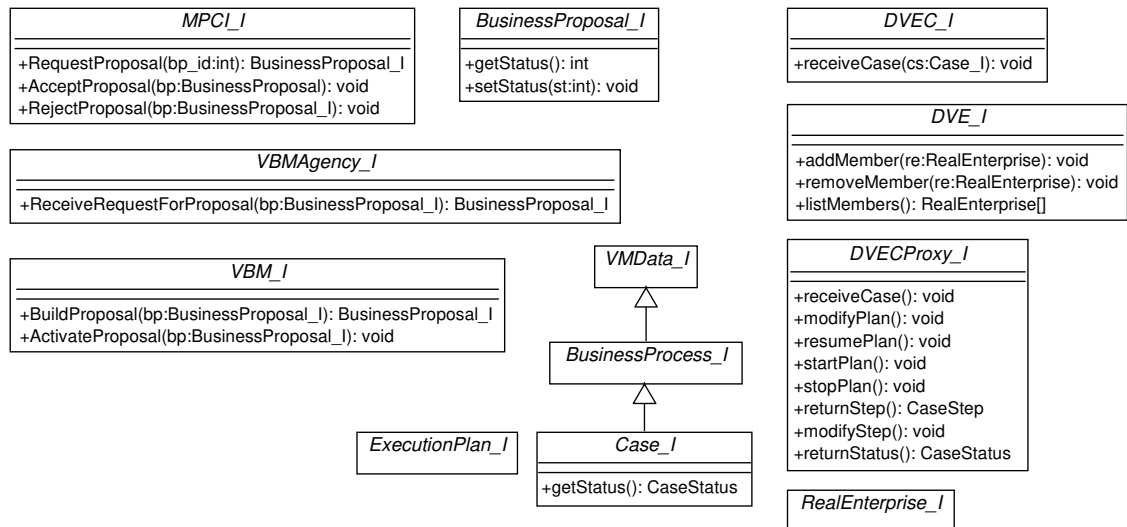 MPCI_I
+RequestProposal(bp_id:int): BusinessProposal_I
+AcceptProposal(bp:BusinessProposal): void
+RejectProposal(bp:BusinessProposal_I): void
BusinessProposal_I
+getStatus(): int
+setStatus(st:int): void
DVEC_I
+receiveCase(cs:Case_I): void
DVE_I
+addMember(re:RealEnterprise): void
+removeMember(re:RealEnterprise): void
+listMembers(): RealEnterprise[]
VBMAgency_I
+ReceiveRequestForProposal(bp:BusinessProposal_I): BusinessProposal_I
VBM_I
+BuildProposal(bp:BusinessProposal_I): BusinessProposal_I
+ActivateProposal(bp:BusinessProposal_I): void
VMData_I
BusinessProcess_I
ExecutionPlan_I
Case_I
+getStatus(): CaseStatus
DVECProxy_I
+receiveCase(): void
+modifyPlan(): void
+resumePlan(): void
+startPlan(): void
+stopPlan(): void
+returnStep(): CaseStep
+modifyStep(): void
+returnStatus(): CaseStatus
RealEnterprise_I